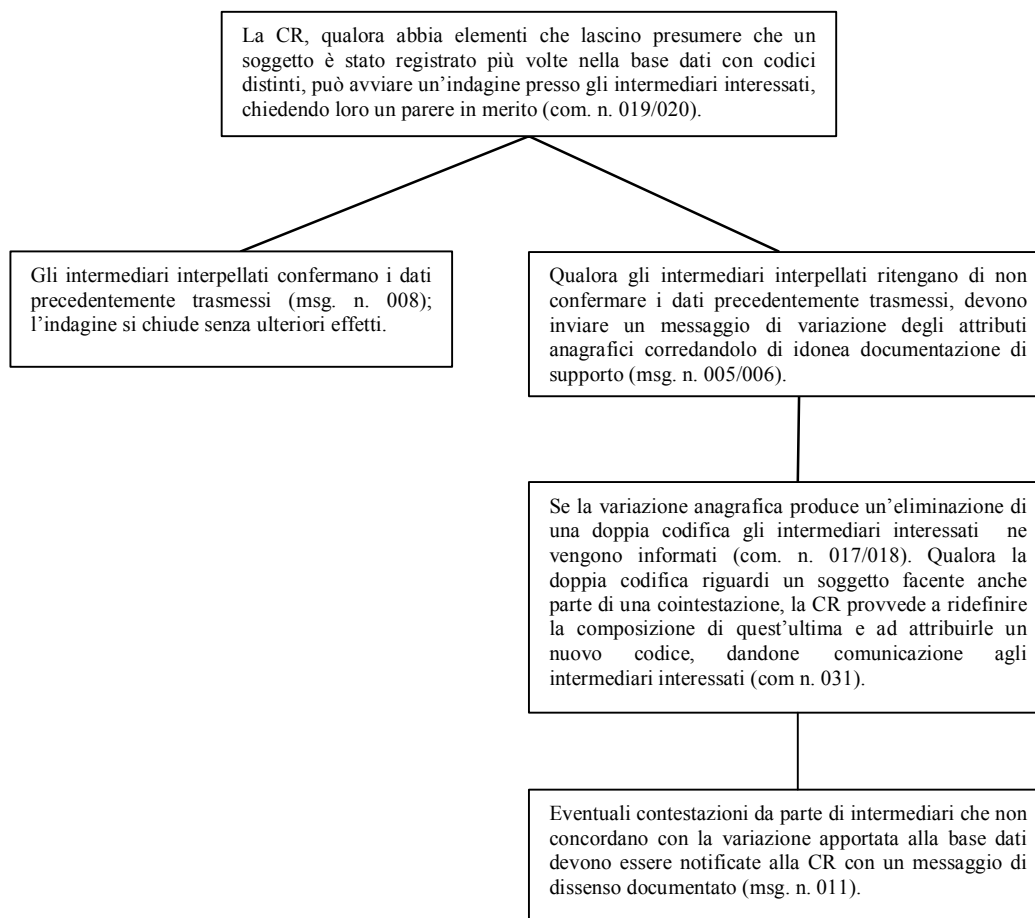 La CR, qualora abbia elementi che lascino presumere che un
soggetto è stato registrato più volte nella base dati con codici
distinti, può avviare un’indagine presso gli intermediari interessati,
chiedendo loro un parere in merito (com. n. 019/020).
Gli intermediari interpellati confermano i dati
precedentemente trasmessi (msg. n. 008);
l’indagine si chiude senza ulteriori effetti.
Qualora gli intermediari interpellati ritengano di non
confermare i dati precedentemente trasmessi, devono
inviare un messaggio di variazione degli attributi
anagrafici corredandolo di idonea documentazione di
supporto (msg. n. 005/006).
Se la variazione anagrafica produce un’eliminazione di
una doppia codifica gli intermediari interessati ne
vengono informati (com. n. 017/018). Qualora la
doppia codifica riguardi un soggetto facente anche
parte di una cointestazione, la CR provvede a ridefinire
la composizione di quest’ultima e ad attribuirle un
nuovo codice, dandone comunicazione agli
intermediari interessati (com n. 031).
Eventuali contestazioni da parte di intermediari che non
concordano con la variazione apportata alla base dati
devono essere notificate alla CR con un messaggio di
dissenso documentato (msg. n. 011).